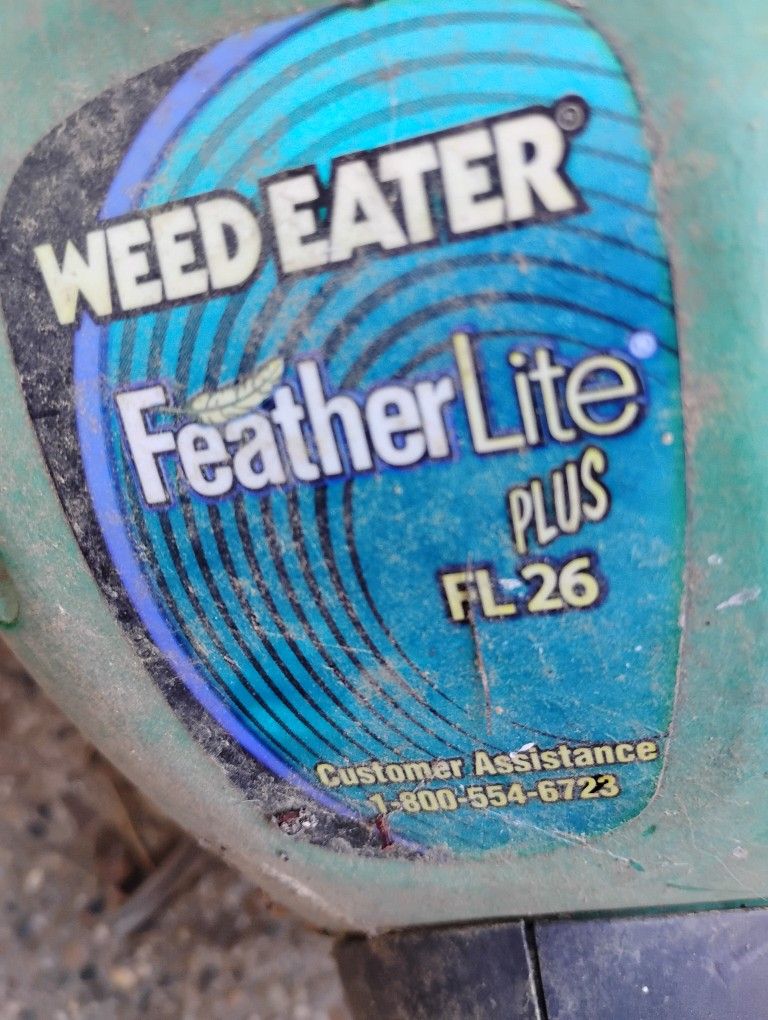 WEED EATER®
FeatherLite®
PLUS
FL 26
Customer Assistance
1-800-554-6723